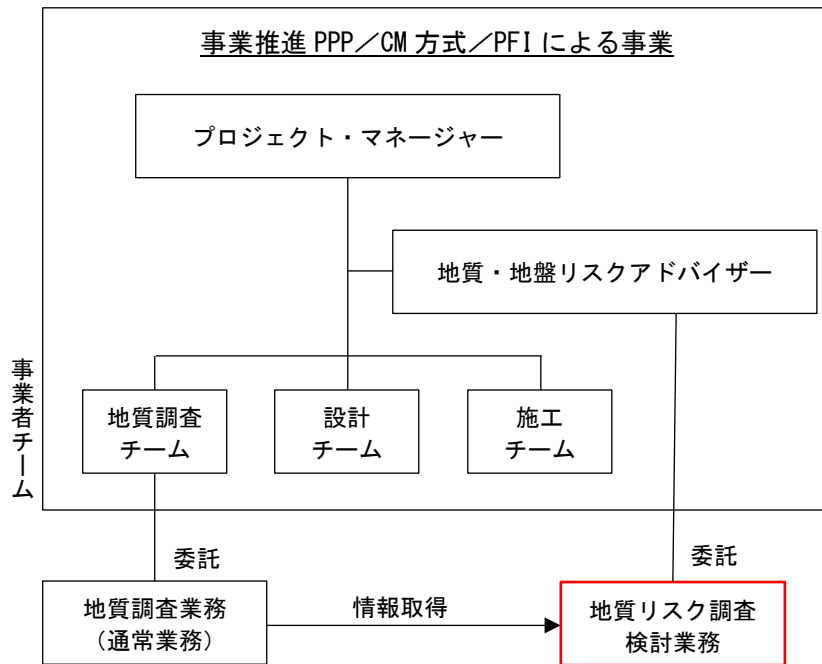 事業推進 PPP／CM 方式／PFI による事業
プロジェクト・マネージャー
地質・地盤リスクアドバイザー
事業者チーム
地質調査
チーム
設計
チーム
施工
チーム
委託
委託
地質調査業務
（通常業務）
情報取得
地質リスク調査
検討業務